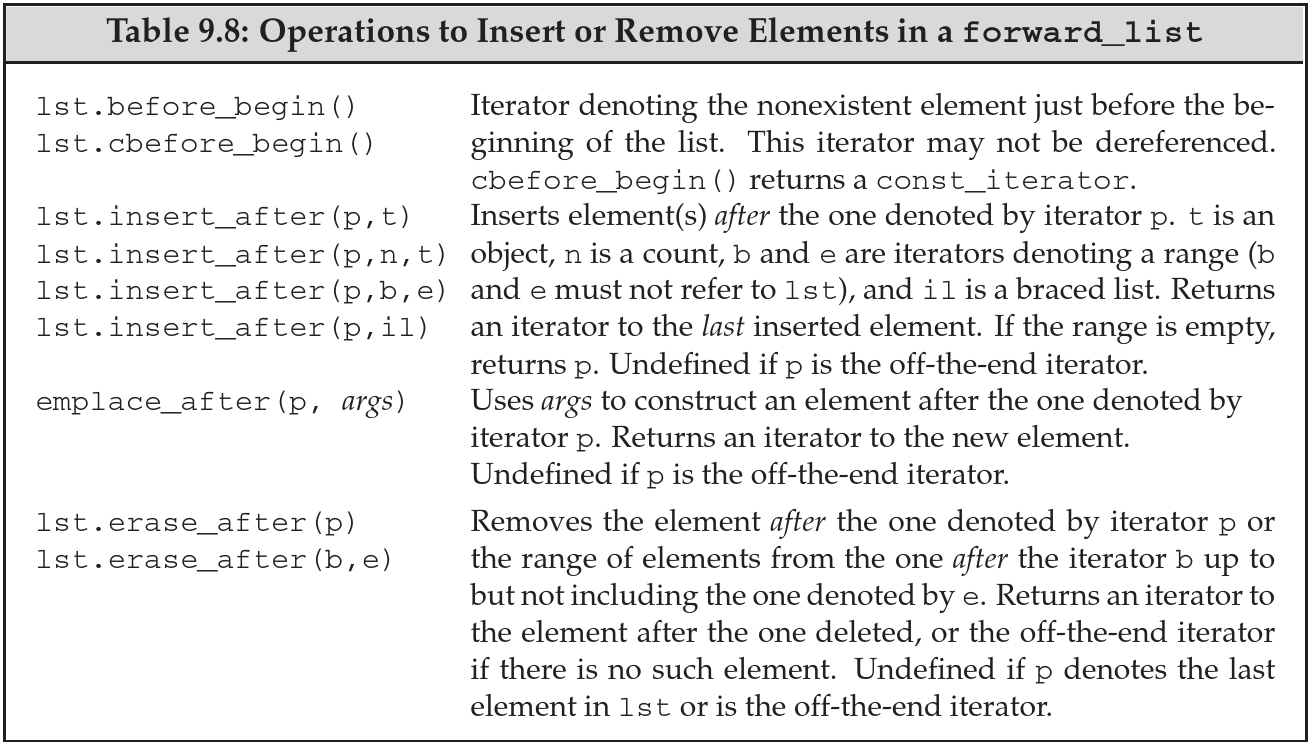 Table 9.8: Operations to Insert or Remove Elements in a forward_list
lst.before_begin() Iterator denoting the nonexistent element just before the be-
lst.cbefore_begin() ginning of the list. This iterator may not be dereferenced.
cbefore_begin() returns a const_iterator.
lst.insert_after(p,t) Inserts element(s) after the one denoted by iterator p. t is an
lst.insert_after(p,n,t) object, n is a count, b and e are iterators denoting a range (b
lst.insert_after(p,b,e) and e must not refer to lst), and il is a braced list. Returns
lst.insert_after(p,il) an iterator to the last inserted element. If the range is empty,
returns p. Undefined if p is the off-the-end iterator.
emplace_after(p, args) Uses args to construct an element after the one denoted by
iterator p. Returns an iterator to the new element.
Undefined if p is the off-the-end iterator.
lst.erase_after(p) Removes the element after the one denoted by iterator p or
lst.erase_after(b,e) the range of elements from the one after the iterator b up to
but not including the one denoted by e. Returns an iterator to
the element after the one deleted, or the off-the-end iterator
if there is no such element. Undefined if p denotes the last
element in lst or is the off-the-end iterator.